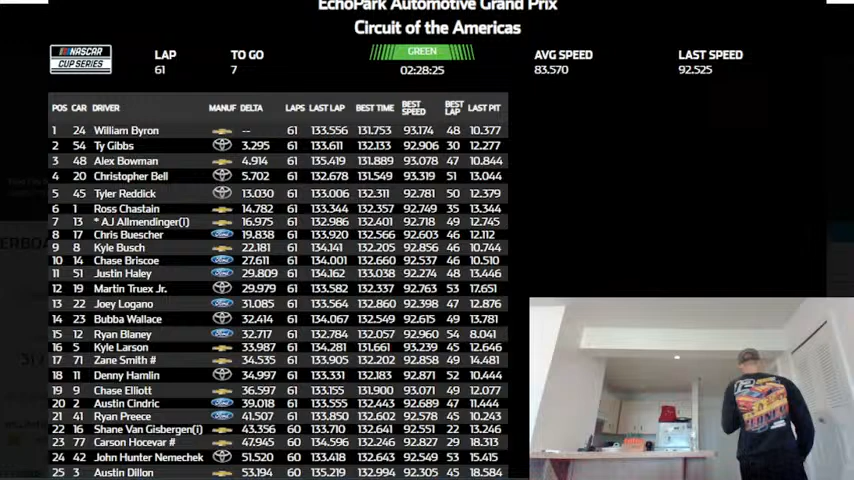 EchoPark Automotive Grand Prix
Circuit of the Americas
NASCAR
CUP SERIES
LAP TO GO GREEN AVG SPEED LAST SPEED
61 7 02:28:25 83.570 92.525
POS CAR DRIVER MANUF DELTA LAPS LAST LAP BEST TIME BEST SPEED BEST LAP LAST PIT
1 24 William Byron -- 61 133.556 131.753 93.174 48 10.377
2 54 Ty Gibbs 3.295 61 133.611 132.133 92.906 30 12.277
3 48 Alex Bowman 4.914 61 135.419 131.889 93.078 47 10.844
4 20 Christopher Bell 5.702 61 132.678 131.549 93.319 51 13.044
5 45 Tyler Reddick 13.030 61 133.006 132.311 92.781 50 12.379
6 1 Ross Chastain 14.782 61 133.344 132.357 92.749 35 13.344
7 13 * AJ Allmendinger(i) 16.975 61 132.986 132.401 92.718 49 12.745
8 17 Chris Buescher Ford 19.838 61 133.920 132.566 92.603 46 12.112
9 8 Kyle Busch 22.181 61 134.141 132.205 92.856 46 10.744
10 14 Chase Briscoe Ford 27.611 61 134.001 132.660 92.537 48 10.510
11 51 Justin Haley Ford 29.809 61 134.162 133.038 92.274 48 13.446
12 19 Martin Truex Jr. 29.979 61 133.582 132.337 92.763 53 17.651
13 22 Joey Logano Ford 31.085 61 133.564 132.860 92.398 47 12.876
14 23 Bubba Wallace 32.414 61 134.067 132.549 92.615 49 13.781
15 12 Ryan Blaney Ford 32.717 61 132.784 132.057 92.960 54 8.041
16 5 Kyle Larson 33.987 61 134.281 131.661 93.239 45 12.646
17 71 Zane Smith # 34.535 61 133.905 132.202 92.858 49 14.481
18 11 Denny Hamlin 34.997 61 133.331 132.183 92.871 52 10.444
19 9 Chase Elliott 36.597 61 133.155 131.900 93.071 49 12.077
20 2 Austin Cindric Ford 39.018 61 133.555 132.443 92.689 47 11.444
21 41 Ryan Preece Ford 41.507 61 133.850 132.602 92.578 45 10.243
22 16 Shane Van Gisbergen(i) 43.356 60 133.710 132.641 92.551 22 13.246
23 77 Carson Hocevar # 47.945 60 134.596 132.246 92.827 29 18.313
24 42 John Hunter Nemechek 51.520 60 133.418 132.643 92.549 53 15.415
25 3 Austin Dillon 53.194 60 135.219 132.994 92.305 45 18.584
12